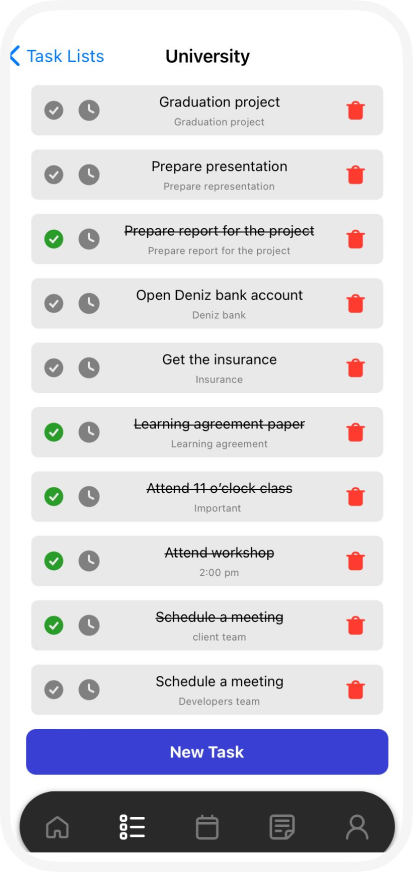 Task Lists
University
Graduation project
Graduation project
Prepare presentation
Prepare representation
Prepare report for the project
Prepare report for the project
Open Deniz bank account
Deniz bank
Get the insurance
Insurance
Learning agreement paper
Learning agreement
Attend 11 o’clock class
Important
Attend workshop
2:00 pm
Schedule a meeting
client team
Schedule a meeting
Developers team
New Task